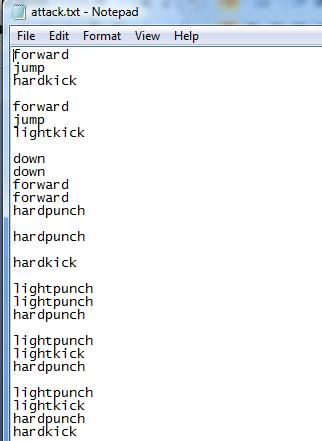 attack.txt - Notepad
File Edit Format View Help
forward
jump
hardkick
forward
jump
lightkick
down
down
forward
forward
hardpunch
hardpunch
hardkick
lightpunch
lightpunch
hardpunch
lightpunch
lightkick
hardpunch
lightpunch
lightkick
hardpunch
hardkick